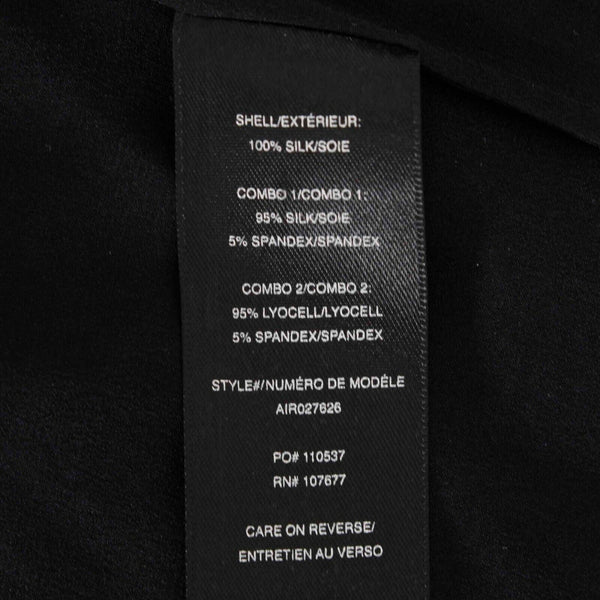 SHELL/EXTÉRIEUR:
100% SILK/SOIE
COMBO 1/COMBO 1:
95% SILK/SOIE
5% SPANDEX/SPANDEX
COMBO 2/COMBO 2:
95% LYOCELL/LYOCELL
5% SPANDEX/SPANDEX
STYLE#/NUMÉRO DE MODÉLE
AIR027626
PO# 110537
RN# 107677
CARE ON REVERSE/
ENTRETIEN AU VERSO